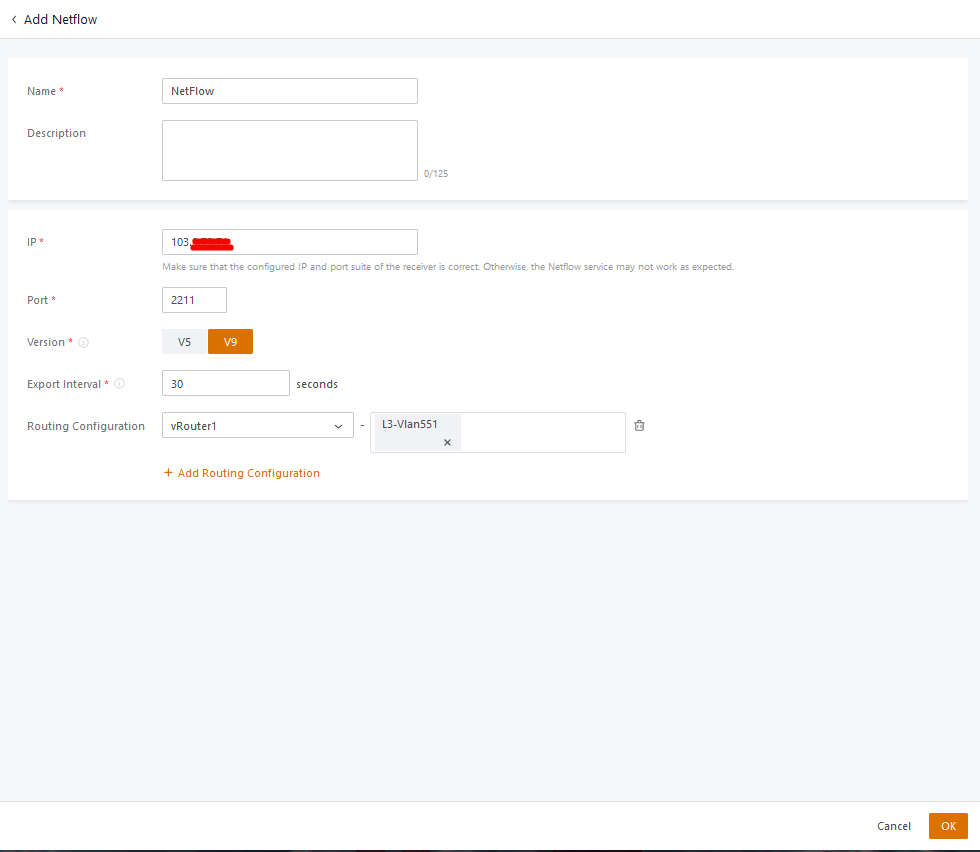 Add Netflow
Name *
NetFlow
Description
0/125
IP *
103.
Make sure that the configured IP and port suite of the receiver is correct. Otherwise, the Netflow service may not work as expected.
Port *
2211
Version *
V5 V9
Export Interval *
30 seconds
Routing Configuration
vRouter1 - L3-Vlan551
+ Add Routing Configuration
Cancel OK